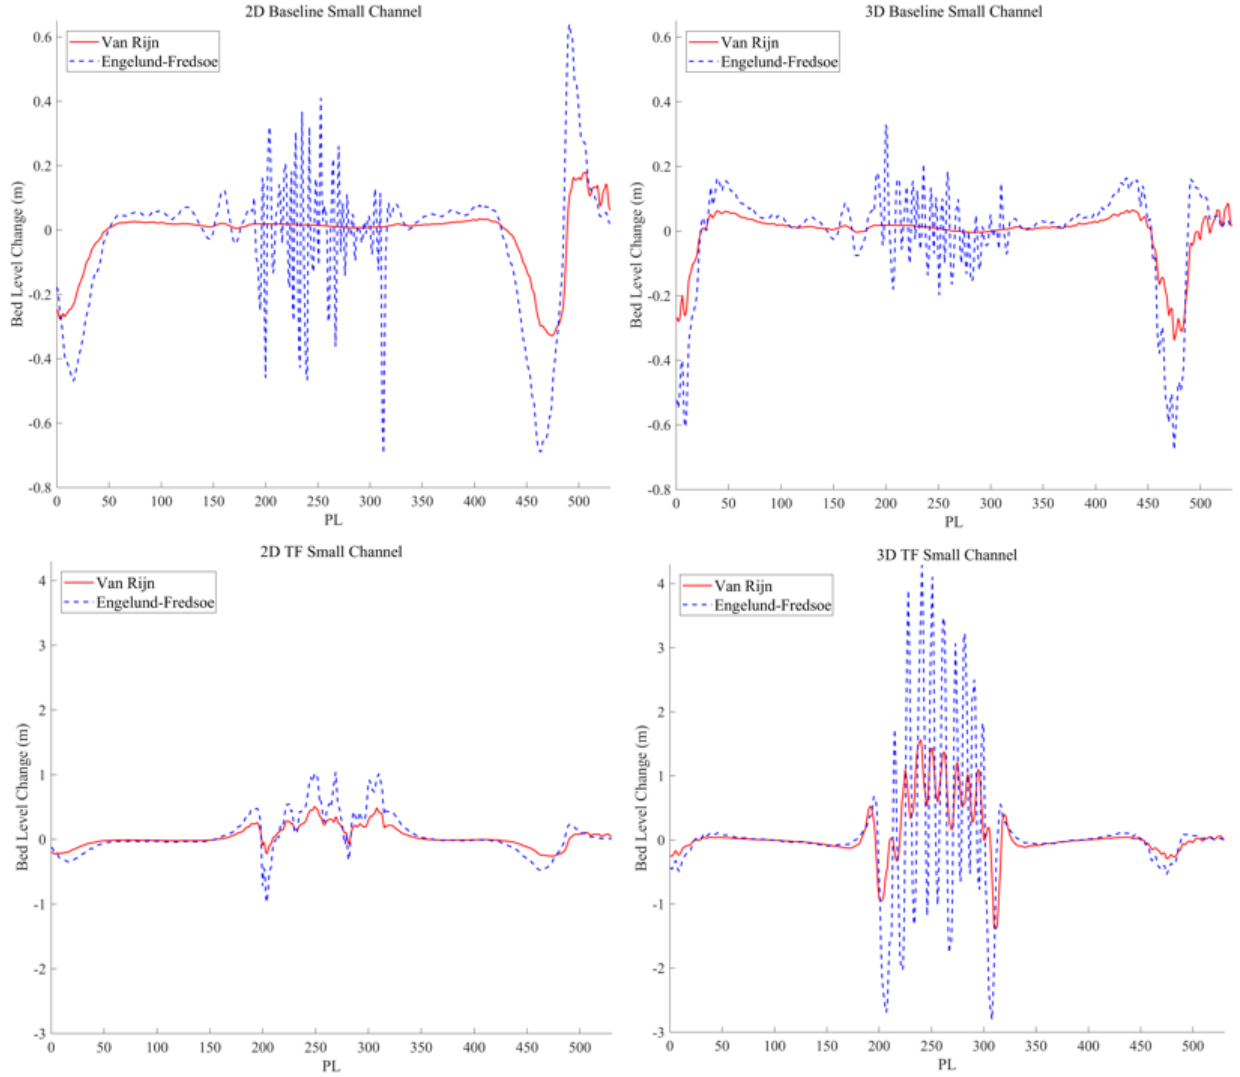 2D Baseline Small Channel
Van Rijn
Engelund-Fredsoe
Bed Level Change (m)
0.6
0.4
0.2
0
-0.2
-0.4
-0.6
-0.8
0 50 100 150 200 250 300 350 400 450 500
PL
3D Baseline Small Channel
Van Rijn
Engelund-Fredsoe
Bed Level Change (m)
0.6
0.4
0.2
0
-0.2
-0.4
-0.6
-0.8
0 50 100 150 200 250 300 350 400 450 500
PL
2D TF Small Channel
Van Rijn
Engelund-Fredsoe
Bed Level Change (m)
4
3
2
1
0
-1
-2
-3
0 50 100 150 200 250 300 350 400 450 500
PL
3D TF Small Channel
Van Rijn
Engelund-Fredsoe
Bed Level Change (m)
4
3
2
1
0
-1
-2
-3
0 50 100 150 200 250 300 350 400 450 500
PL